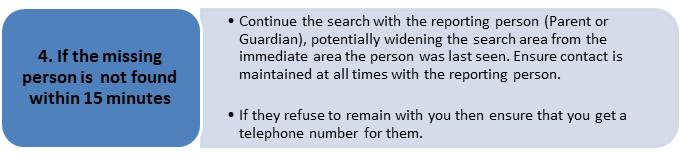 4. If the missing
person is not found
within 15 minutes
• Continue the search with the reporting person (Parent or
Guardian), potentially widening the search area from the
immediate area the person was last seen. Ensure contact is
maintained at all times with the reporting person.
• If they refuse to remain with you then ensure that you get a
telephone number for them.